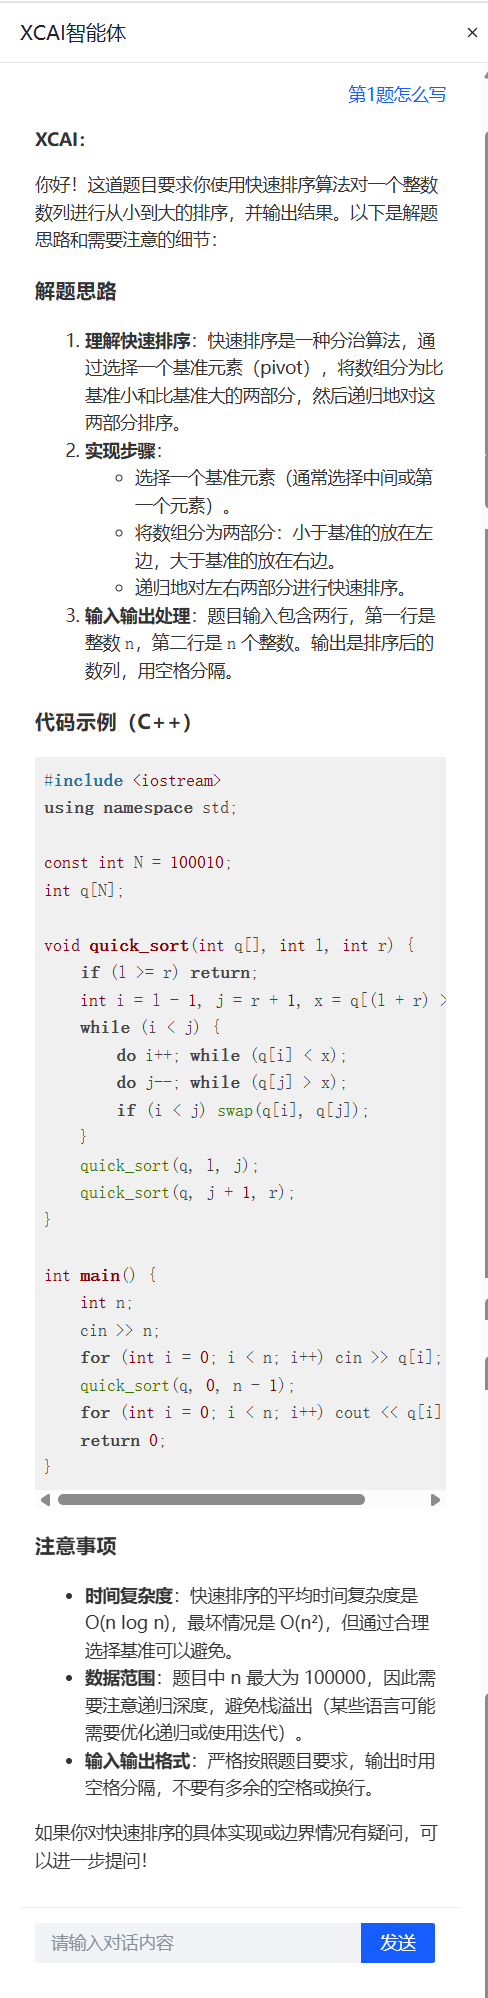 XCAI智能体
×
第1题怎么写
XCAI：
你好！这道题目要求你使用快速排序算法对一个整数
数列进行从小到大的排序，并输出结果。以下是解题
思路和需要注意的细节：
解题思路
1. 理解快速排序：快速排序是一种分治算法，通
过选择一个基准元素（pivot），将数组分为比
基准小和比基准大的两部分，然后递归地对这
两部分排序。
2. 实现步骤：
选择一个基准元素（通常选择中间或第
一个元素）。
将数组分为两部分：小于基准的放在左
边，大于基准的放在右边。
递归地对左右两部分进行快速排序。
3. 输入输出处理：题目输入包含两行，第一行是
整数 n，第二行是 n 个整数。输出是排序后的
数列，用空格分隔。
代码示例（C++）
#include <iostream>
using namespace std;
const int N = 100010;
int q[N];
void quick_sort(int q[], int l, int r) {
if (l >= r) return;
int i = l - 1, j = r + 1, x = q[(l + r) >
while (i < j) {
do i++; while (q[i] < x);
do j--; while (q[j] > x);
if (i < j) swap(q[i], q[j]);
}
quick_sort(q, l, j);
quick_sort(q, j + 1, r);
}
int main() {
int n;
cin >> n;
for (int i = 0; i < n; i++) cin >> q[i];
quick_sort(q, 0, n - 1);
for (int i = 0; i < n; i++) cout << q[i]
return 0;
}
注意事项
时间复杂度：快速排序的平均时间复杂度是
O(n log n)，最坏情况是 O(n²)，但通过合理
选择基准可以避免。
数据范围：题目中 n 最大为 100000，因此需
要注意递归深度，避免栈溢出（某些语言可能
需要优化递归或使用迭代）。
输入输出格式：严格按照题目要求，输出时用
空格分隔，不要有多余的空格或换行。
如果你对快速排序的具体实现或边界情况有疑问，可
以进一步提问！
请输入对话内容
发送